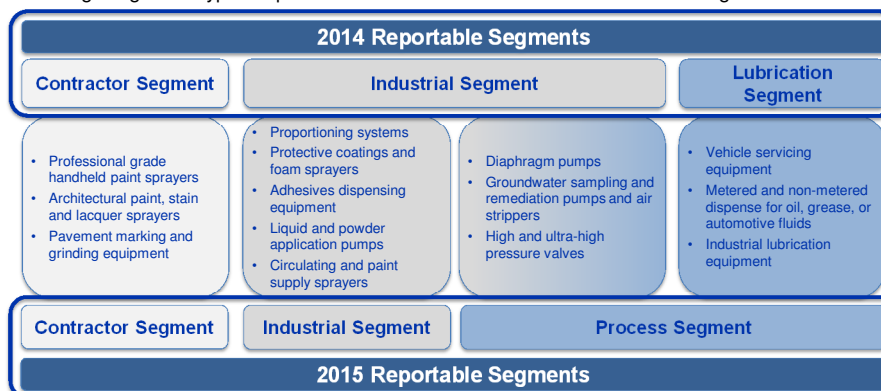 2014 Reportable Segments
Contractor Segment
Industrial Segment
Lubrication
Segment
• Professional grade
handheld paint sprayers
• Architectural paint, stain
and lacquer sprayers
• Pavement marking and
grinding equipment
• Proportioning systems
• Protective coatings and
foam sprayers
• Adhesives dispensing
equipment
• Liquid and powder
application pumps
• Circulating and paint
supply sprayers
• Diaphragm pumps
• Groundwater sampling and
remediation pumps and air
strippers
• High and ultra-high
pressure valves
• Vehicle servicing
equipment
• Metered and non-metered
dispense for oil, grease, or
automotive fluids
• Industrial lubrication
equipment
Contractor Segment
Industrial Segment
Process Segment
2015 Reportable Segments